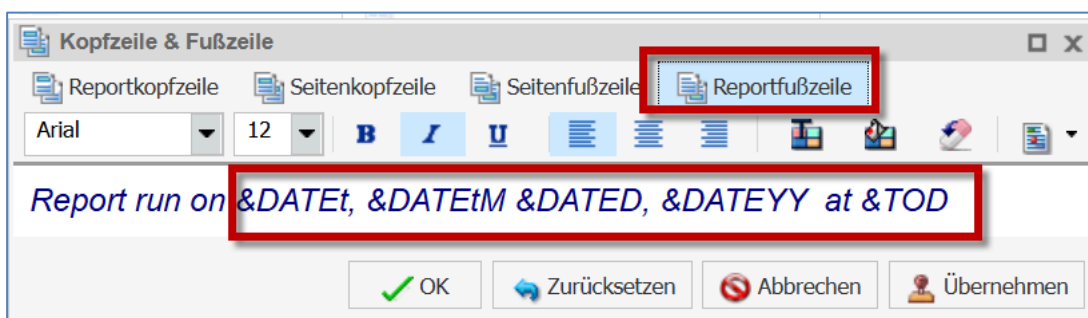 Kopfzeile & Fußzeile
Reportkopfzeile Seitenkopfzeile Seitenfußzeile Reportfußzeile
Arial 12 B I U
Report run on &DATEt, &DATEtM &DATED, &DATEYY at &TOD
OK Zurücksetzen Abbrechen Übernehmen